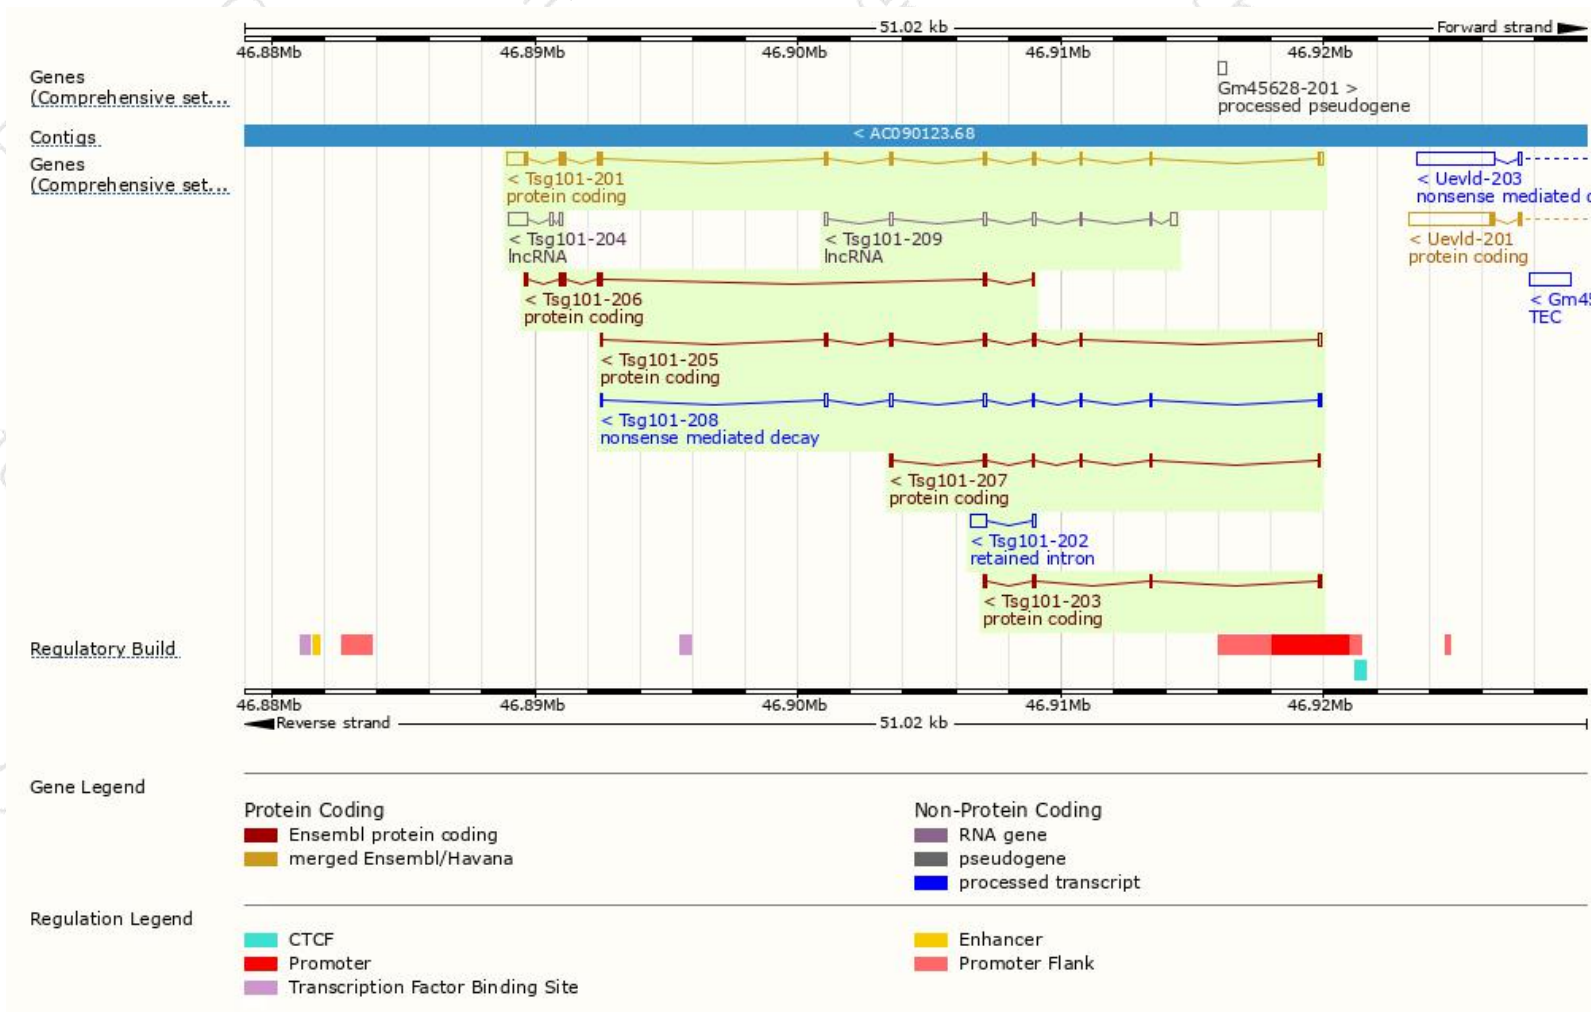 51.02 kb Forward strand
46.88Mb 46.89Mb 46.90Mb 46.91Mb 46.92Mb
Genes
(Comprehensive set...
Gm45628-201 >
processed pseudogene
Contigs
< AC090123.68
Genes
(Comprehensive set...
< Tsg101-201
protein coding
< Uevld-203
nonsense mediated
< Tsg101-204
lncRNA
< Tsg101-209
lncRNA
< Uevld-201
protein coding
< Tsg101-206
protein coding
< Gm45
TEC
< Tsg101-205
protein coding
< Tsg101-208
nonsense mediated decay
< Tsg101-207
protein coding
< Tsg101-202
retained intron
< Tsg101-203
protein coding
Regulatory Build
46.88Mb 46.89Mb 46.90Mb 46.91Mb 46.92Mb
Reverse strand 51.02 kb
Gene Legend
Protein Coding
Ensembl protein coding
merged Ensembl/Havana
Non-Protein Coding
RNA gene
pseudogene
processed transcript
Regulation Legend
CTCF
Promoter
Transcription Factor Binding Site
Enhancer
Promoter Flank